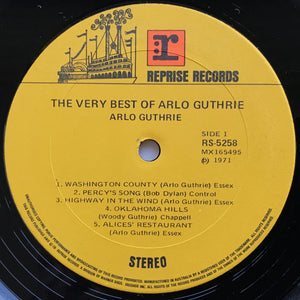 REPRISE RECORDS
THE VERY BEST OF ARLO GUTHRIE
ARLO GUTHRIE
SIDE 1
RS-5258
MX165495
℗ 1971
1. WASHINGTON COUNTY (Arlo Guthrie) Essex
2. PERCY'S SONG (Bob Dylan) Control
3. HIGHWAY IN THE WIND (Arlo Guthrie) Essex
4. OKLAHOMA HILLS
(Woody Guthrie) Chappell
5. ALICES' RESTAURANT
(Arlo Guthrie) Essex
STEREO